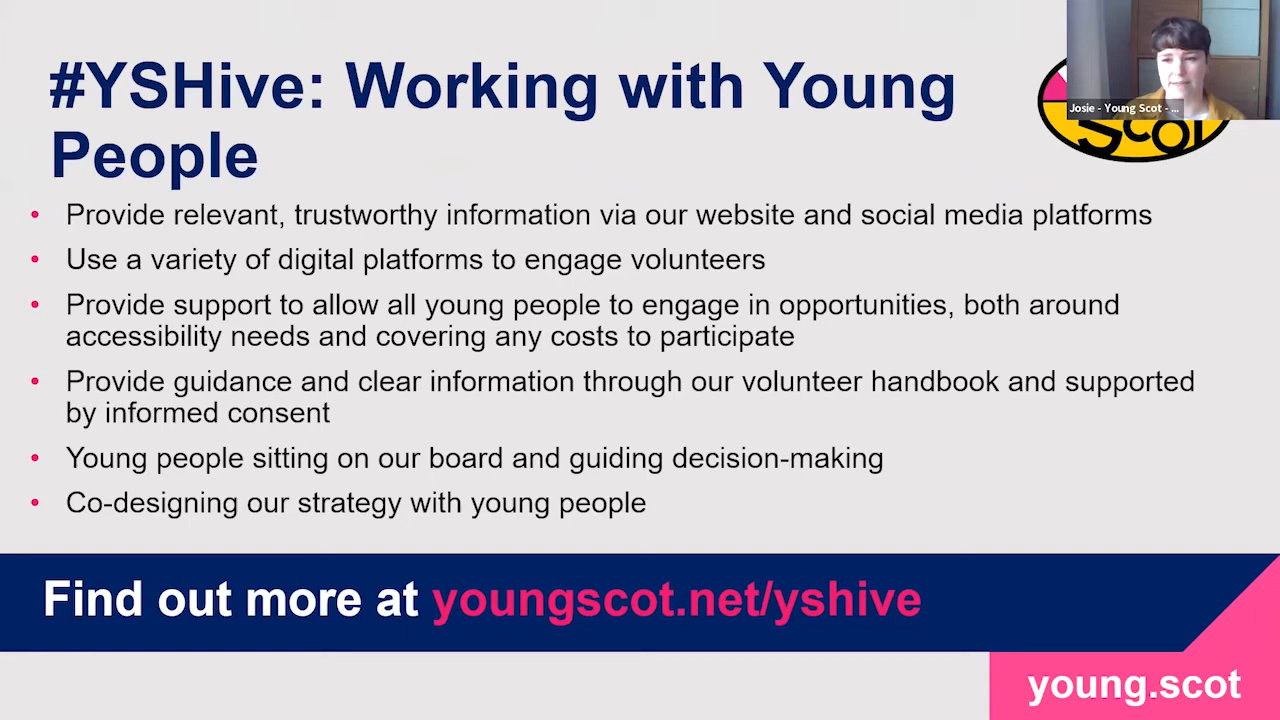 #YSHive: Working with Young
People
Josie - Young Scot - ...
Scot
• Provide relevant, trustworthy information via our website and social media platforms
• Use a variety of digital platforms to engage volunteers
• Provide support to allow all young people to engage in opportunities, both around
accessibility needs and covering any costs to participate
• Provide guidance and clear information through our volunteer handbook and supported
by informed consent
• Young people sitting on our board and guiding decision-making
• Co-designing our strategy with young people
Find out more at youngscot.net/yshive
young.scot